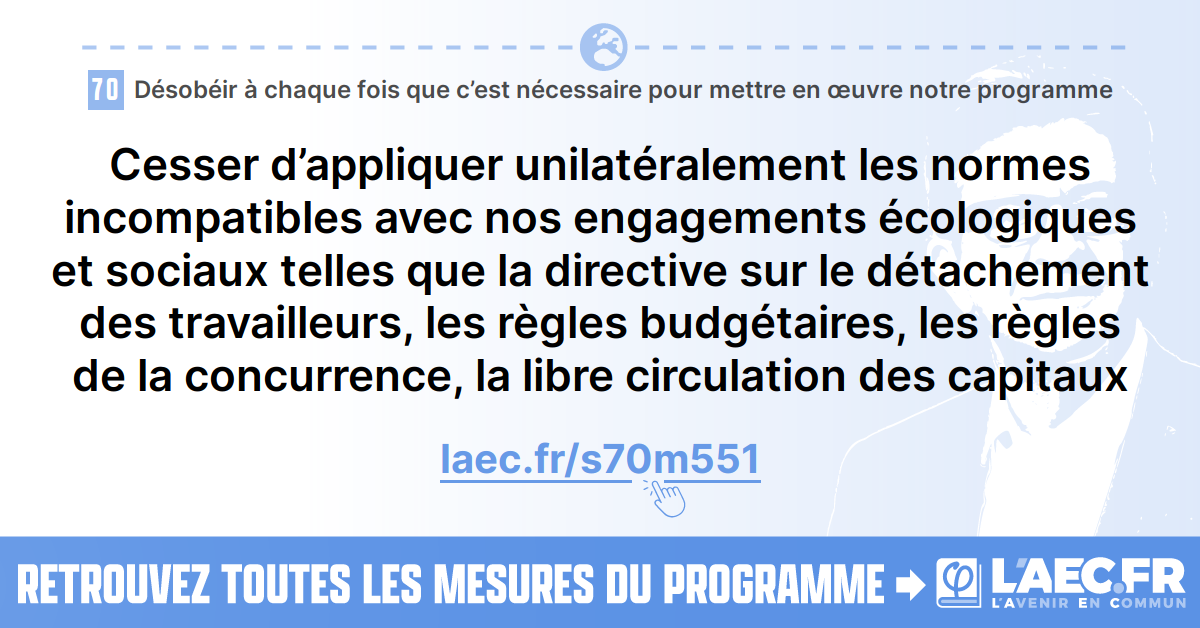 70 Désobéir à chaque fois que c’est nécessaire pour mettre en œuvre notre programme
Cesser d’appliquer unilatéralement les normes
incompatibles avec nos engagements écologiques
et sociaux telles que la directive sur le détachement
des travailleurs, les règles budgétaires, les règles
de la concurrence, la libre circulation des capitaux
laec.fr/s70m551
RETROUVEZ TOUTES LES MESURES DU PROGRAMME
L'AEC.FR
L'AVENIR EN COMMUN